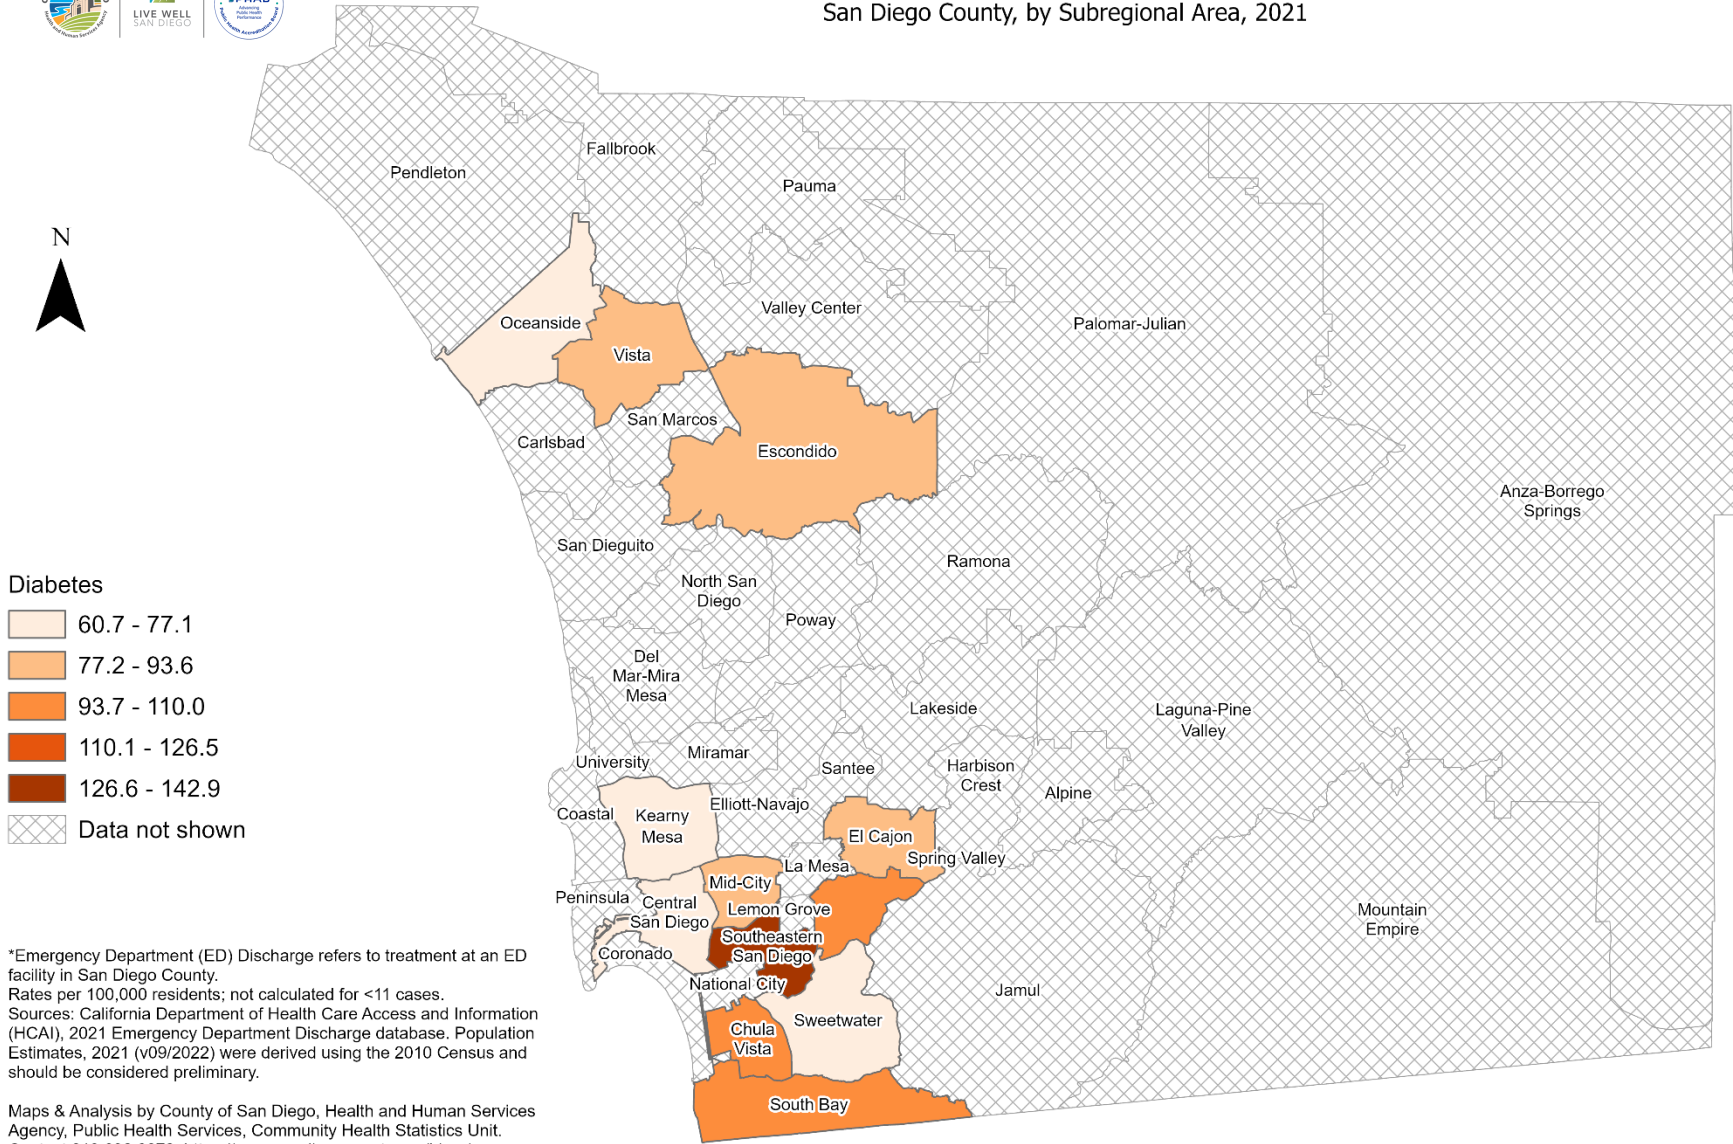 LIVE WELL
SAN DIEGO
San Diego County, by Subregional Area, 2021
Fallbrook
Pendleton
Pauma
N
Valley Center
Oceanside
Palomar-Julian
Vista
San Marcos
Carlsbad
Escondido
Anza-Borrego
Springs
San Dieguito
Ramona
North San
Diego
Poway
Del
Mar-Mira
Mesa
Lakeside
Laguna-Pine
Valley
Miramar
University
Santee
Harbison
Crest
Alpine
Elliott-Navajo
Coastal
Kearny
Mesa
El Cajon
Spring Valley
La Mesa
Mid-City
Peninsula
Central
San Diego
Lemon Grove
Mountain
Empire
Southeastern
San Diego
Coronado
National City
Jamul
Sweetwater
Chula
Vista
South Bay
Diabetes
60.7 - 77.1
77.2 - 93.6
93.7 - 110.0
110.1 - 126.5
126.6 - 142.9
Data not shown
*Emergency Department (ED) Discharge refers to treatment at an ED
facility in San Diego County.
Rates per 100,000 residents; not calculated for <11 cases.
Sources: California Department of Health Care Access and Information
(HCAI), 2021 Emergency Department Discharge database. Population
Estimates, 2021 (v09/2022) were derived using the 2010 Census and
should be considered preliminary.
Maps & Analysis by County of San Diego, Health and Human Services
Agency, Public Health Services, Community Health Statistics Unit.